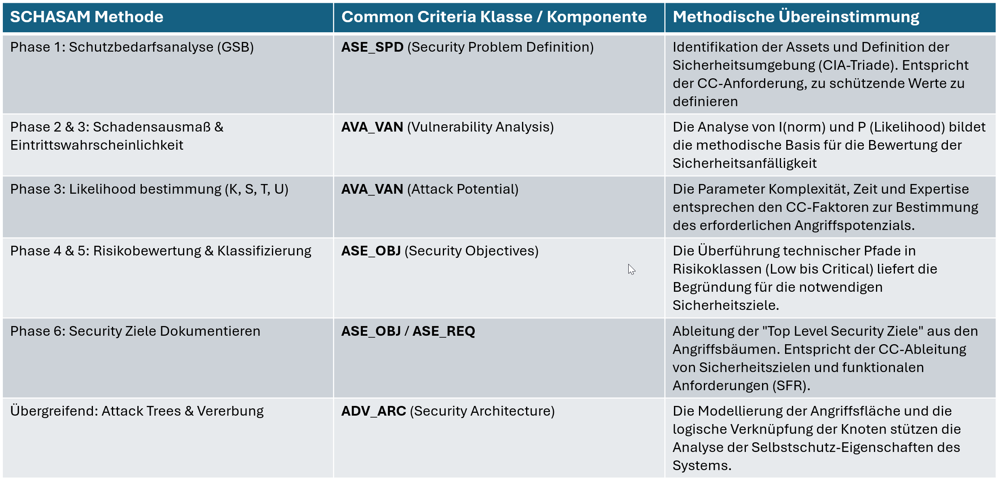 SCHASAM Methode
Common Criteria Klasse / Komponente
Methodische Übereinstimmung
Phase 1: Schutzbedarfsanalyse (GSB)
ASE_SPD (Security Problem Definition)
Identifikation der Assets und Definition der
Sicherheitsumgebung (CIA-Triade). Entspricht
der CC-Anforderung, zu schützende Werte zu
definieren
Phase 2 & 3: Schadensausmaß &
Eintrittswahrscheinlichkeit
AVA_VAN (Vulnerability Analysis)
Die Analyse von I(norm) und P (Likelihood) bildet
die methodische Basis für die Bewertung der
Sicherheitsanfälligkeit
Phase 3: Likelihood bestimmung (K, S, T, U)
AVA_VAN (Attack Potential)
Die Parameter Komplexität, Zeit und Expertise
entsprechen den CC-Faktoren zur Bestimmung
des erforderlichen Angriffspotenzials.
Phase 4 & 5: Risikobewertung & Klassifizierung
ASE_OBJ (Security Objectives)
Die Überführung technischer Pfade in
Risikoklassen (Low bis Critical) liefert die
Begründung für die notwendigen
Sicherheitsziele.
Phase 6: Security Ziele Dokumentieren
ASE_OBJ / ASE_REQ
Ableitung der "Top Level Security Ziele" aus den
Angriffsbäumen. Entspricht der CC-Ableitung
von Sicherheitszielen und funktionalen
Anforderungen (SFR).
Übergreifend: Attack Trees & Vererbung
ADV_ARC (Security Architecture)
Die Modellierung der Angriffsfläche und die
logische Verknüpfung der Knoten stützen die
Analyse der Selbstschutz-Eigenschaften des
Systems.